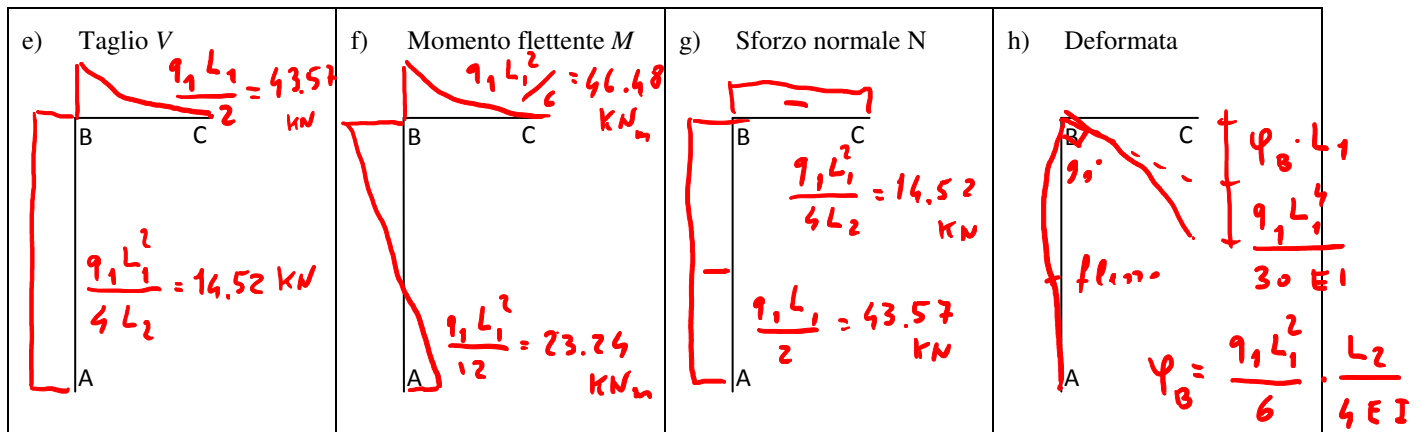 e) Taglio V
q₁ L₁ / 2 = 43.57 KN
B C
q₁ L₁² / 4 L₂ = 14.52 KN
A
f) Momento flettente M
q₁ L₁² / 6 = 46.48 KNm
B C
q₁ L₁² / 12 = 23.24 KNm
A
g) Sforzo normale N
B C
q₁ L₁² / 4 L₂ = 14.52 KN
q₁ L₁ / 2 = 43.57 KN
A
h) Deformata
B C
90°
φB · L₁
q₁ L₁⁴ / 30 EI
flesso
A
φB = q₁ L₁² / 6 · L₂ / 4 E I